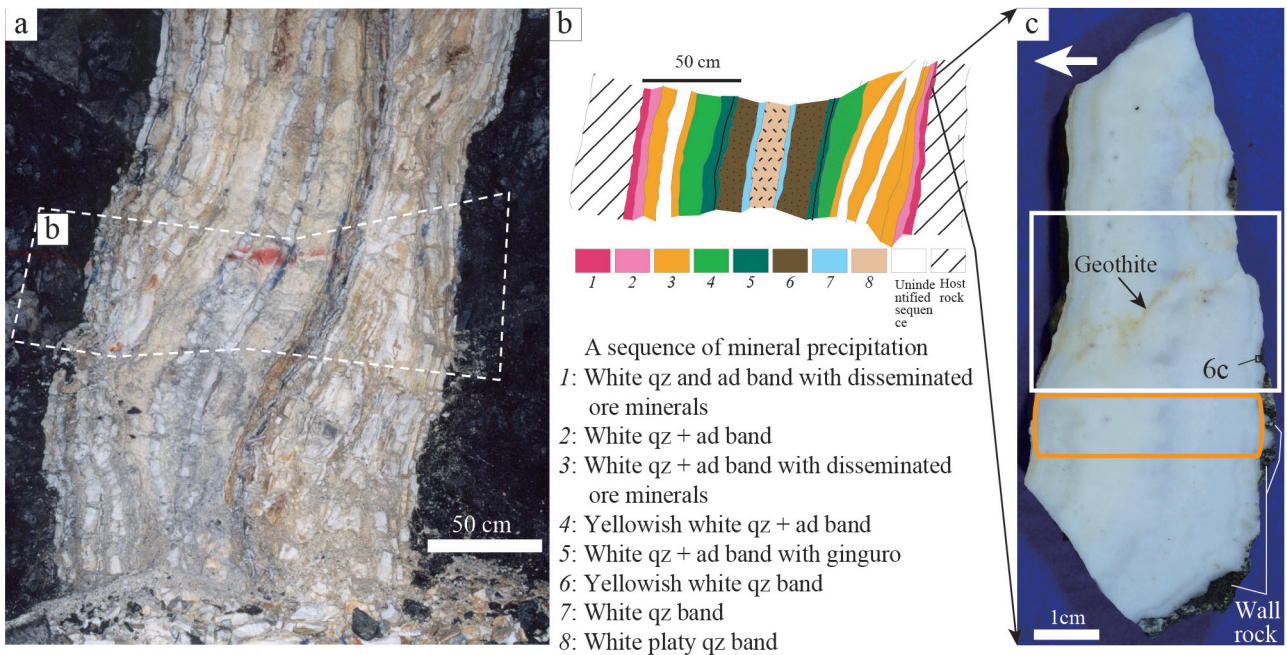 a
b
50 cm
b
50 cm
1 2 3 4 5 6 7 8
Uninde
ntified
sequen
ce
Host
rock
A sequence of mineral precipitation
1: White qz and ad band with disseminated
ore minerals
2: White qz + ad band
3: White qz + ad band with disseminated
ore minerals
4: Yellowish white qz + ad band
5: White qz + ad band with ginguro
6: Yellowish white qz band
7: White qz band
8: White platy qz band
c
Geothite
6c
Wall
rock
1cm